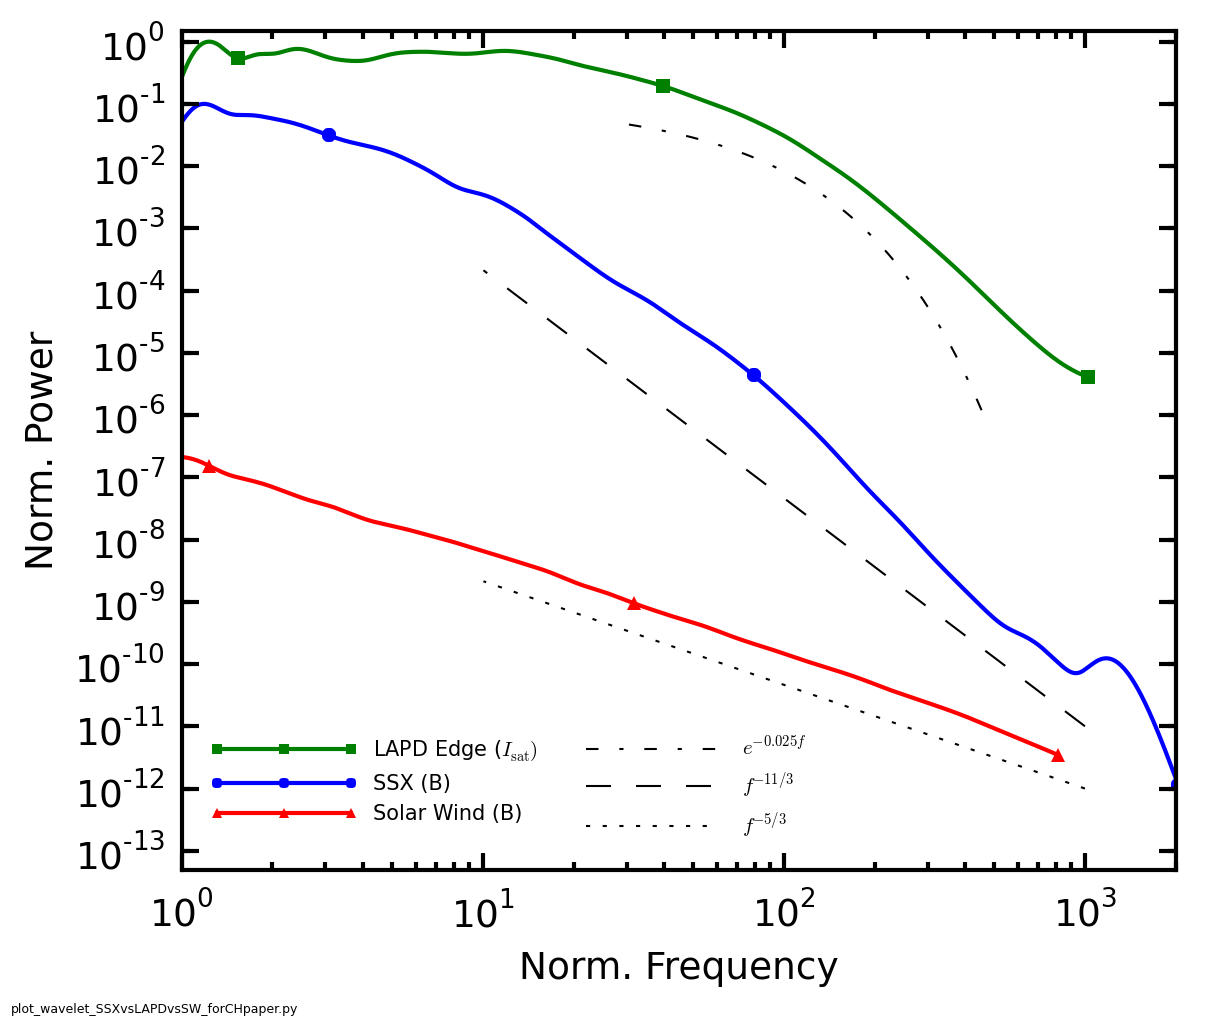 10^0
10^-1
10^-2
10^-3
10^-4
10^-5
10^-6
10^-7
10^-8
10^-9
10^-10
10^-11
10^-12
10^-13
Norm. Power
LAPD Edge (I_sat)
SSX (B)
Solar Wind (B)
e^-0.025f
f^-11/3
f^-5/3
10^0 10^1 10^2 10^3
Norm. Frequency
plot_wavelet_SSXvsLAPDvsSW_forCHpaper.py